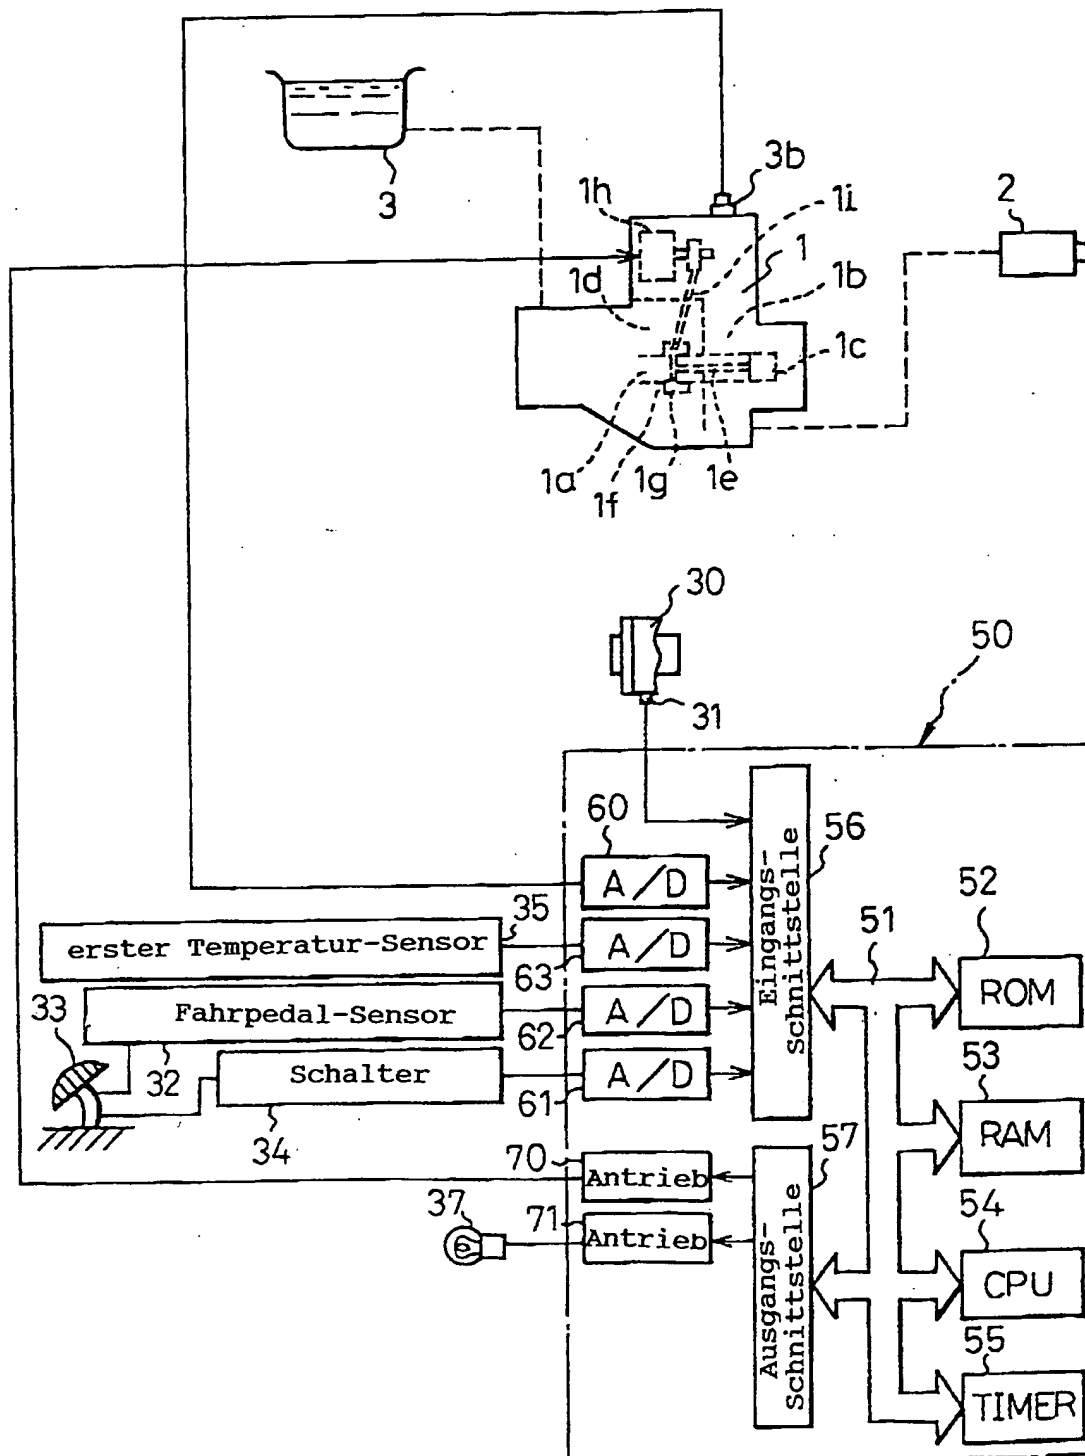 3
3b
1h
1i
2
1
1d
1b
1c
1a
1f
1g
1e
30
31
50
60
A/D
56
Eingangs-
schnittstelle
35
erster Temperatur-Sensor
63
A/D
51
52
ROM
33
Fahrpedal-Sensor
32
62
A/D
Schalter
34
61
A/D
53
RAM
70
Antrieb
57
Ausgangs-
schnittstelle
37
71
Antrieb
54
CPU
55
TIMER